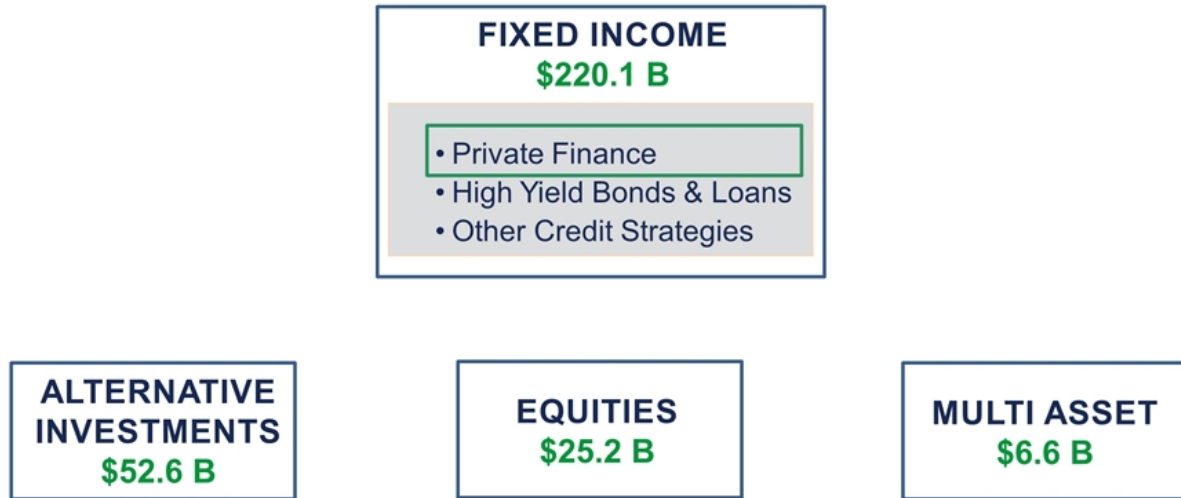 FIXED INCOME
$220.1 B
• Private Finance
• High Yield Bonds & Loans
• Other Credit Strategies
ALTERNATIVE
INVESTMENTS
$52.6 B
EQUITIES
$25.2 B
MULTI ASSET
$6.6 B